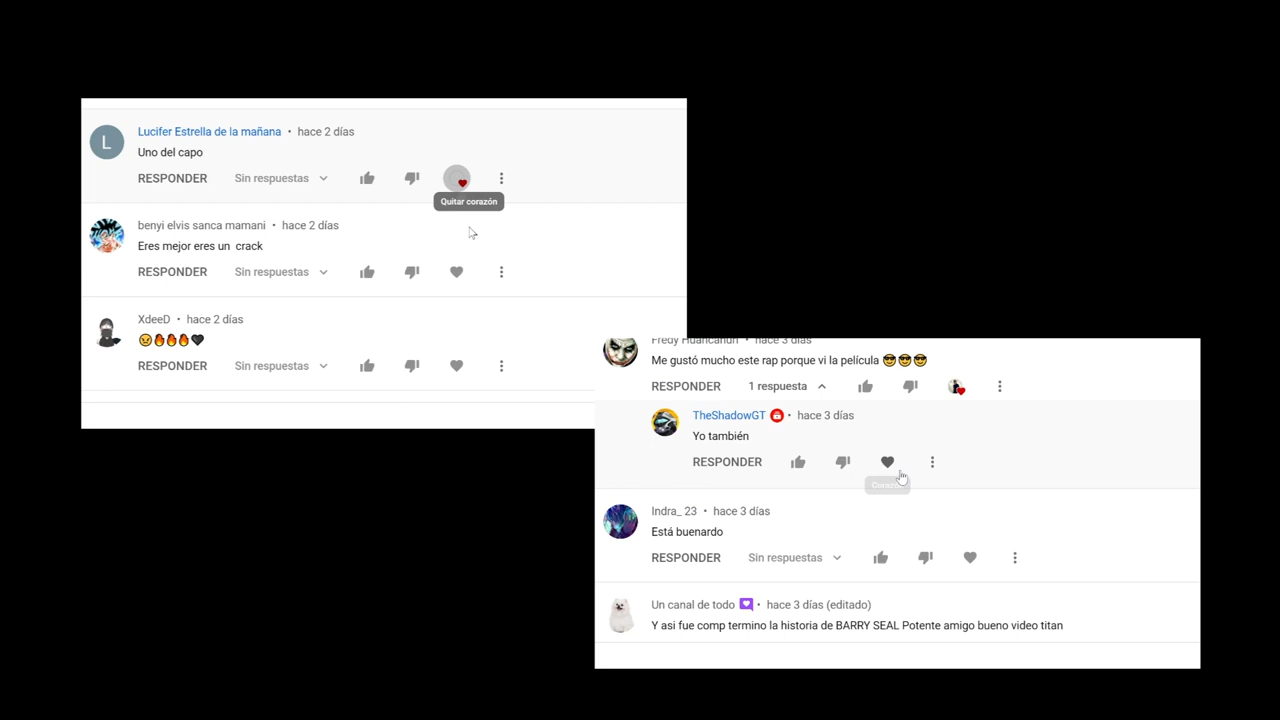 L
Lucifer Estrella de la mañana • hace 2 días
Uno del capo
RESPONDER Sin respuestas
Quitar corazón
benyi elvis sanca mamani • hace 2 días
Eres mejor eres un crack
RESPONDER Sin respuestas
XdeeD • hace 2 días
😠🔥🔥🔥🖤
RESPONDER Sin respuestas
Fredy Huancahuri • hace 3 días
Me gustó mucho este rap porque vi la película 😎😎😎
RESPONDER 1 respuesta
TheShadowGT • hace 3 días
Yo también
RESPONDER
Corazón
Indra_ 23 • hace 3 días
Está buenardo
RESPONDER Sin respuestas
Un canal de todo • hace 3 días (editado)
Y asi fue comp termino la historia de BARRY SEAL Potente amigo bueno video titan